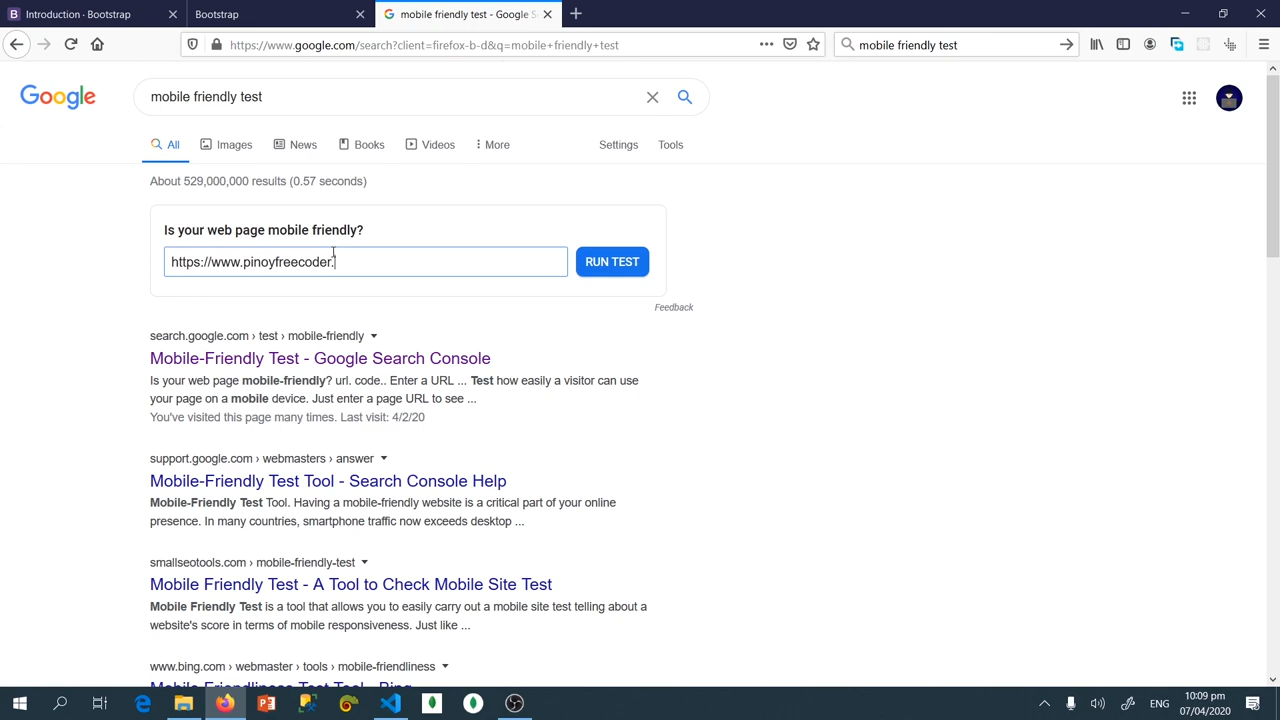 Introduction · Bootstrap
Bootstrap
mobile friendly test - Google S
https://www.google.com/search?client=firefox-b-d&q=mobile+friendly+test
mobile friendly test
Google
mobile friendly test
All
Images
News
Books
Videos
More
Settings
Tools
About 529,000,000 results (0.57 seconds)
Is your web page mobile friendly?
https://www.pinoyfreecoder.
RUN TEST
Feedback
search.google.com › test › mobile-friendly
Mobile-Friendly Test - Google Search Console
Is your web page mobile-friendly? url. code.. Enter a URL ... Test how easily a visitor can use
your page on a mobile device. Just enter a page URL to see ...
You've visited this page many times. Last visit: 4/2/20
support.google.com › webmasters › answer
Mobile-Friendly Test Tool - Search Console Help
Mobile-Friendly Test Tool. Having a mobile-friendly website is a critical part of your online
presence. In many countries, smartphone traffic now exceeds desktop ...
smallseotools.com › mobile-friendly-test
Mobile Friendly Test - A Tool to Check Mobile Site Test
Mobile Friendly Test is a tool that allows you to easily carry out a mobile site test telling about a
website's score in terms of mobile responsiveness. Just like ...
www.bing.com › webmaster › tools › mobile-friendliness
Mobile Friendliness Test Tool - Bing
ENG
10:09 pm
07/04/2020